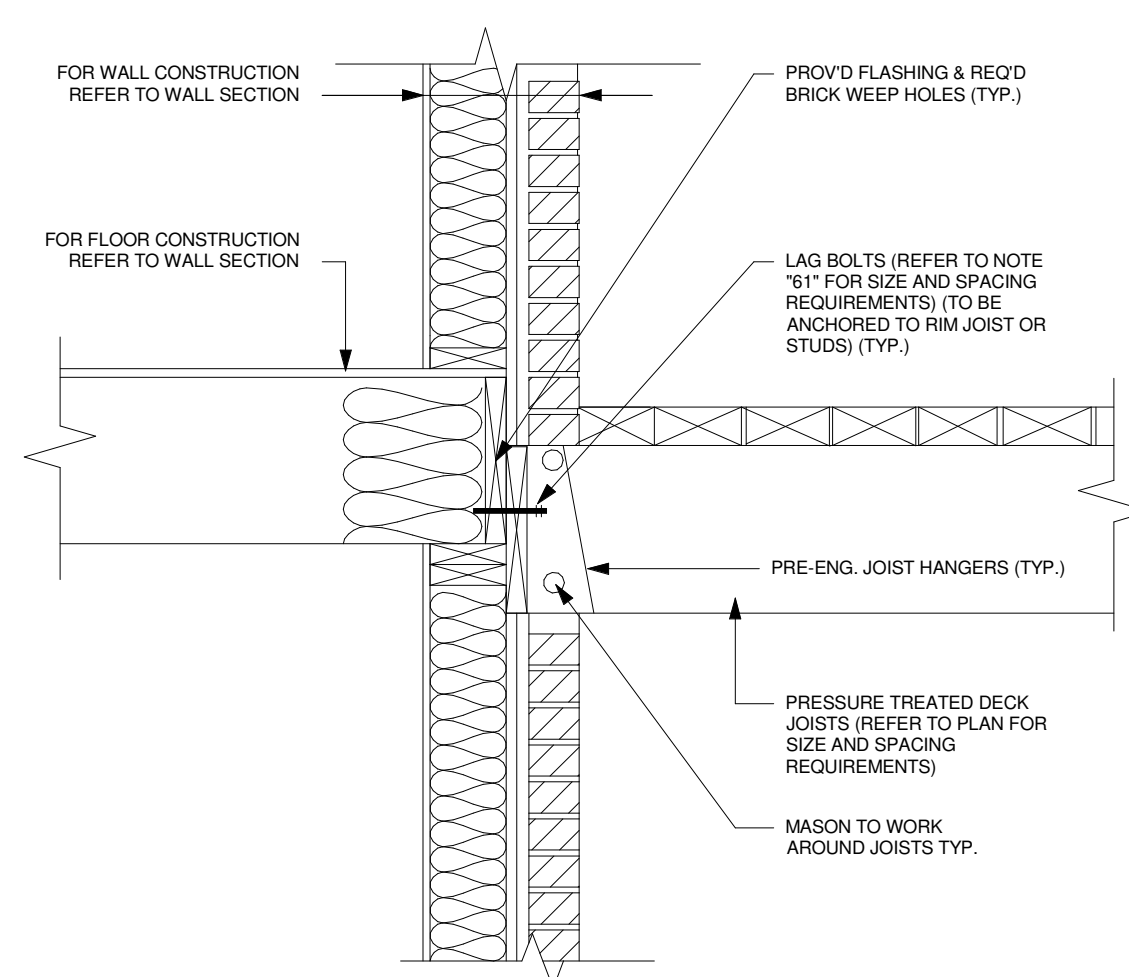 FOR WALL CONSTRUCTION
REFER TO WALL SECTION
PROV'D FLASHING & REQ'D
BRICK WEEP HOLES (TYP.)
FOR FLOOR CONSTRUCTION
REFER TO WALL SECTION
LAG BOLTS (REFER TO NOTE
"61" FOR SIZE AND SPACING
REQUIREMENTS) (TO BE
ANCHORED TO RIM JOIST OR
STUDS) (TYP.)
PRE-ENG. JOIST HANGERS (TYP.)
PRESSURE TREATED DECK
JOISTS (REFER TO PLAN FOR
SIZE AND SPACING
REQUIREMENTS)
MASON TO WORK
AROUND JOISTS TYP.